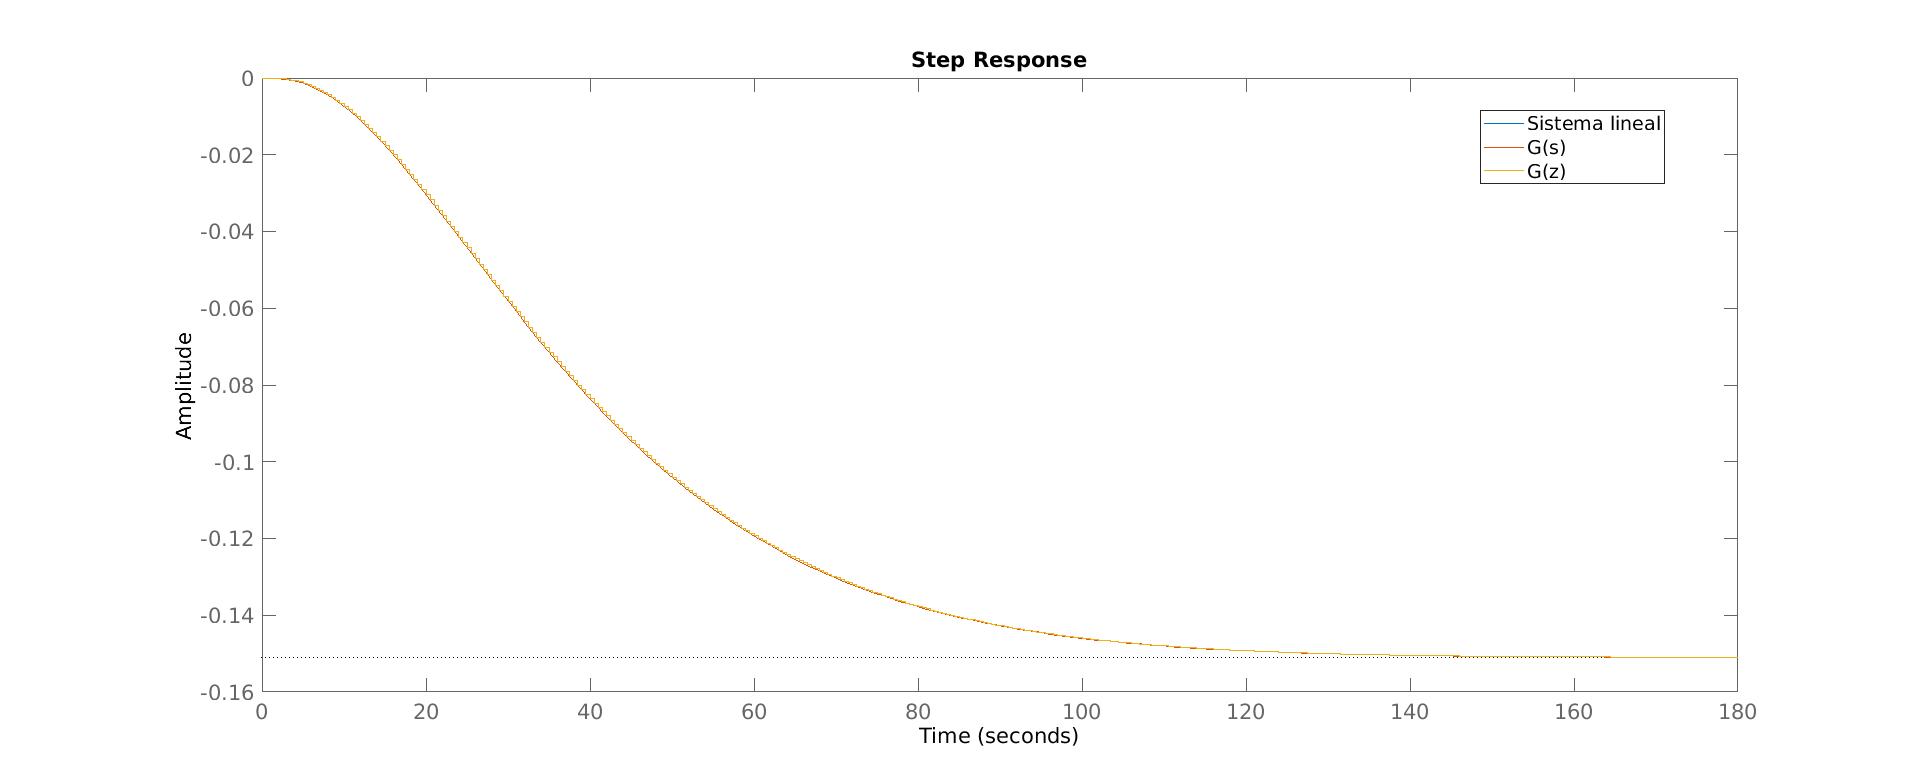 Step Response
Sistema lineal
G(s)
G(z)
Amplitude
0
-0.02
-0.04
-0.06
-0.08
-0.1
-0.12
-0.14
-0.16
0 20 40 60 80 100 120 140 160 180
Time (seconds)